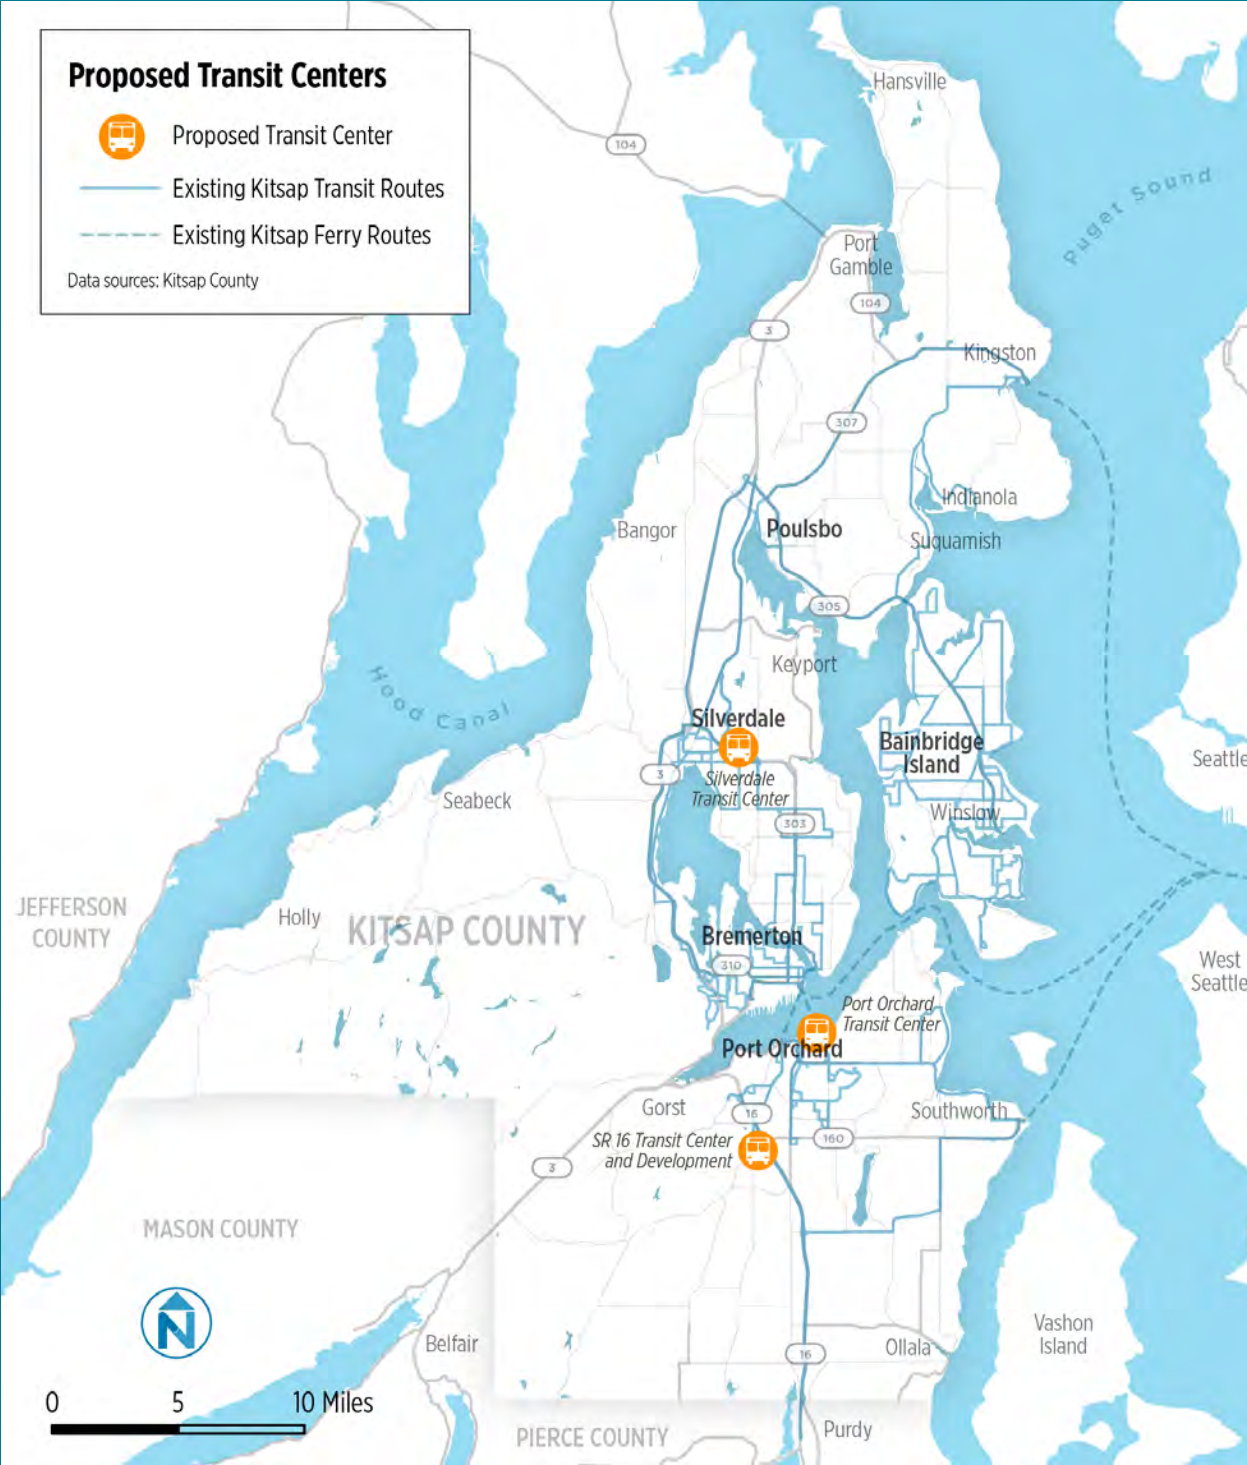 Proposed Transit Centers
Proposed Transit Center
Existing Kitsap Transit Routes
Existing Kitsap Ferry Routes
Data sources: Kitsap County
Hansville
104
Puget Sound
Port
Gamble
104
3
Kingston
307
Indianola
Bangor
Poulsbo
Suquamish
305
Keyport
Hood Canal
Silverdale
Bainbridge
Island
Seattle
3
Silverdale
Transit Center
Seabeck
Winslow
303
JEFFERSON
COUNTY
Holly
KITSAP COUNTY
Bremerton
310
West
Seattle
Port Orchard
Transit Center
Port Orchard
Gorst
16
Southworth
SR 16 Transit Center
and Development
160
3
MASON COUNTY
N
Vashon
Island
Belfair
16
Ollala
0 5 10 Miles
PIERCE COUNTY
Purdy